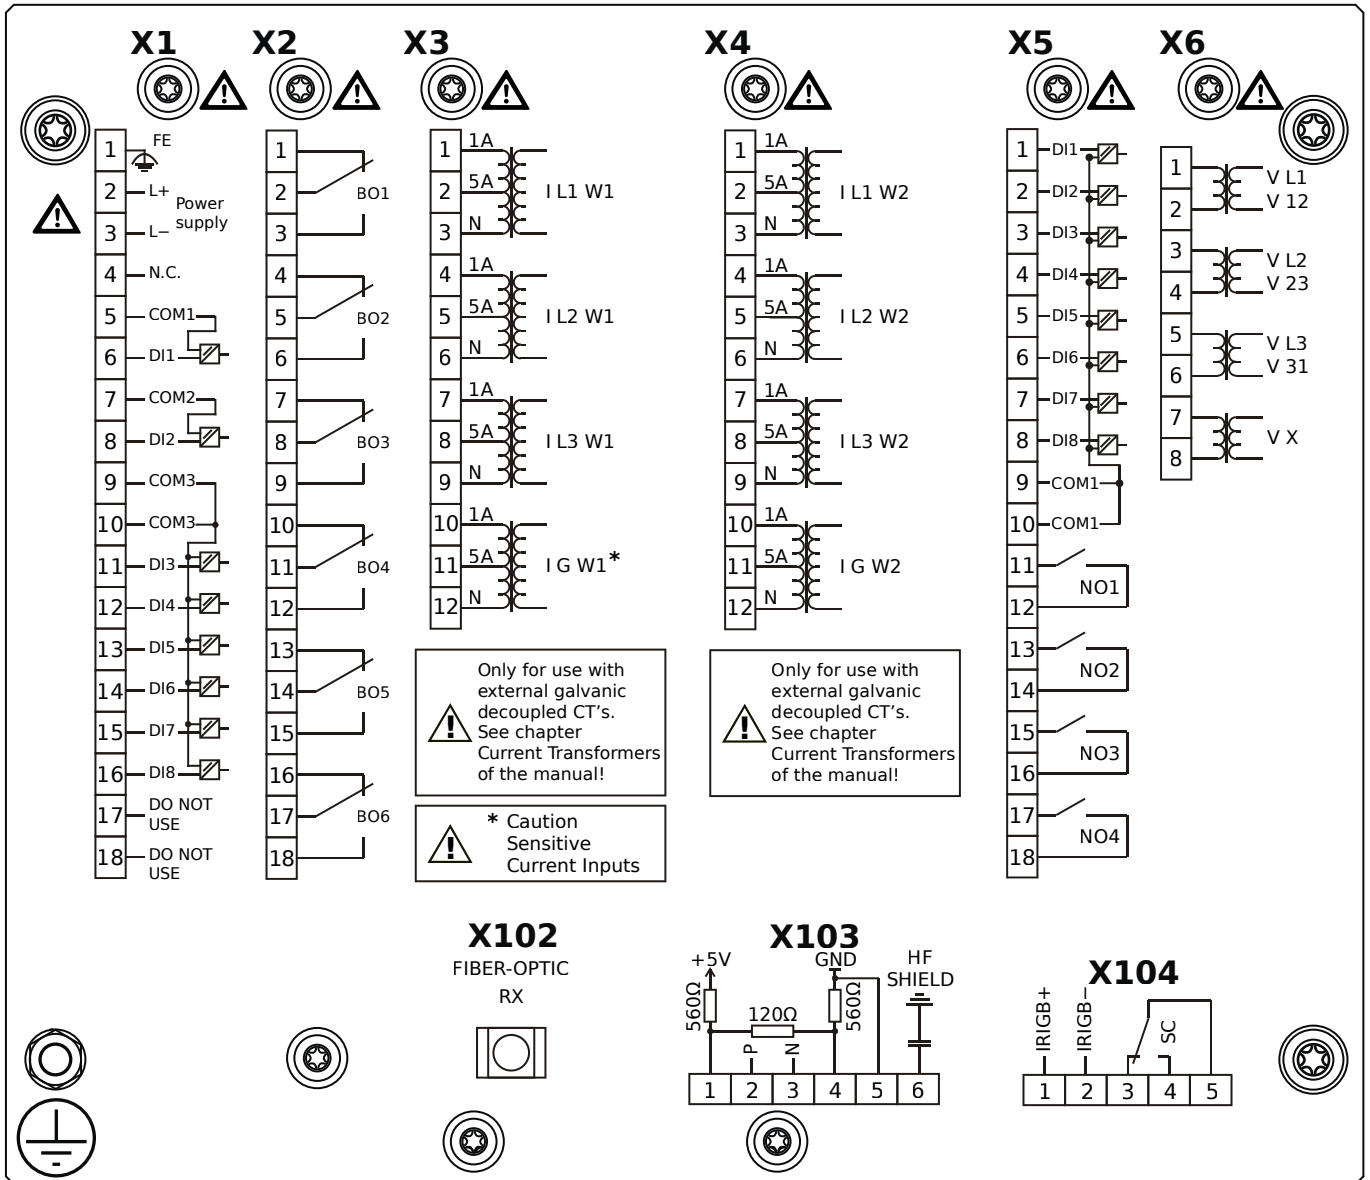 X1
X2
X3
X4
X5
X6
1 FE
2 L+
Power
supply
3 L−
4 N.C.
5 COM1
6 DI1
7 COM2
8 DI2
9 COM3
10 COM3
11 DI3
12 DI4
13 DI5
14 DI6
15 DI7
16 DI8
17 DO NOT
USE
18 DO NOT
USE
1
2 BO1
3
4
5 BO2
6
7
8 BO3
9
10
11 BO4
12
13
14 BO5
15
16
17 BO6
18
1 1A
2 5A I L1 W1
3 N
4 1A
5 5A I L2 W1
6 N
7 1A
8 5A I L3 W1
9 N
10 1A
11 5A I G W1*
12 N
Only for use with
external galvanic
decoupled CT's.
See chapter
Current Transformers
of the manual!
* Caution
Sensitive
Current Inputs
1 1A
2 5A I L1 W2
3 N
4 1A
5 5A I L2 W2
6 N
7 1A
8 5A I L3 W2
9 N
10 1A
11 5A I G W2
12 N
Only for use with
external galvanic
decoupled CT's.
See chapter
Current Transformers
of the manual!
1 DI1
2 DI2
3 DI3
4 DI4
5 DI5
6 DI6
7 DI7
8 DI8
9 COM1
10 COM1
11
NO1
12
13
NO2
14
15
NO3
16
17
NO4
18
1 V L1
2 V 12
3 V L2
4 V 23
5 V L3
6 V 31
7
V X
8
X102
FIBER-OPTIC
RX
X103
+5V GND HF
SHIELD
560Ω 120Ω 560Ω
P N
1 2 3 4 5 6
X104
IRIGB+ IRIGB− SC
1 2 3 4 5